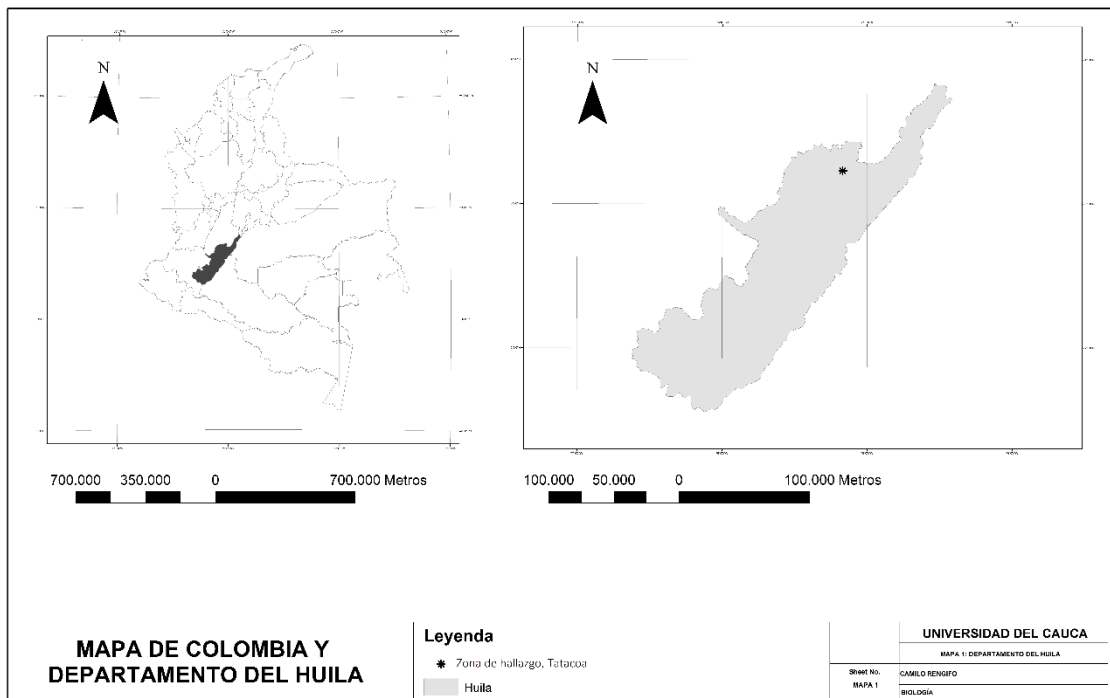 N
N
700.000 350.000 0 700.000 Metros
100.000 50.000 0 100.000 Metros
MAPA DE COLOMBIA Y
DEPARTAMENTO DEL HUILA
Leyenda
Zona de hallazgo, Tatacoa
Huila
UNIVERSIDAD DEL CAUCA
MAPA 1: DEPARTAMENTO DEL HUILA
Sheet No.
MAPA 1
CAMILO RENGIFO
BIOLOGÍA